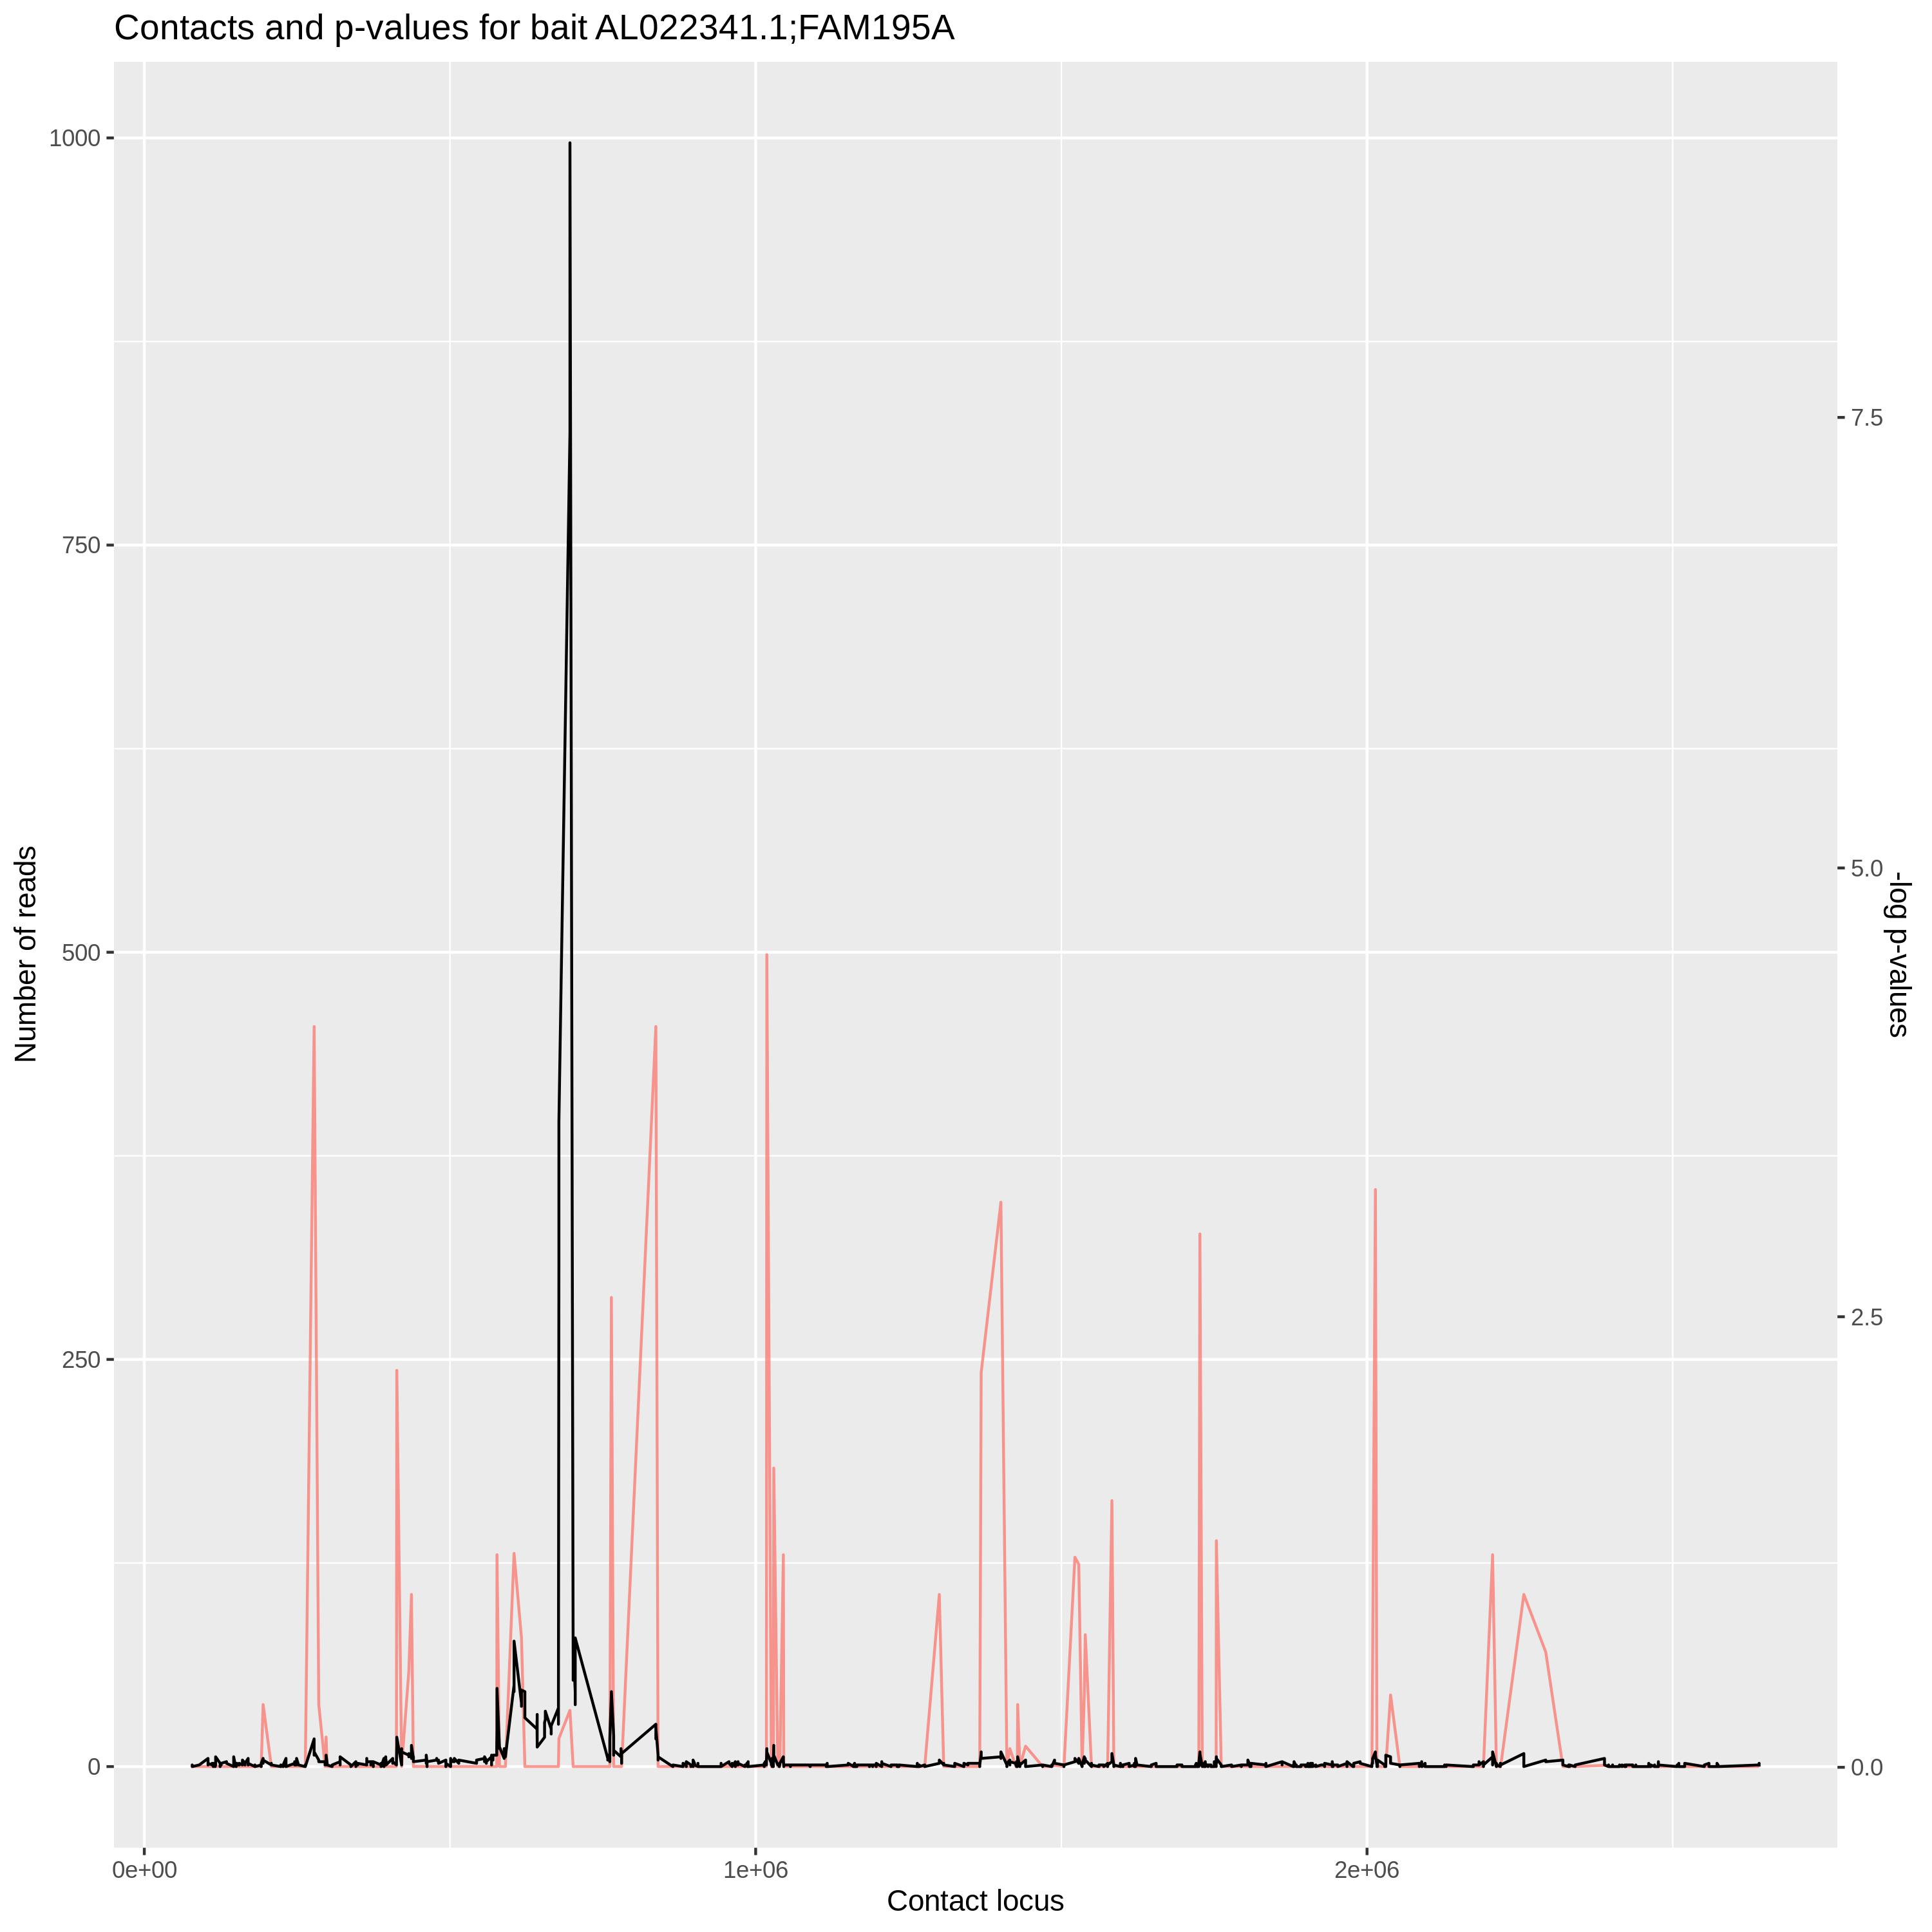 Contacts and p-values for bait AL022341.1;FAM195A
1000
750
500
250
0
Number of reads
7.5
5.0
2.5
0.0
-log p-values
0e+00
1e+06
2e+06
Contact locus